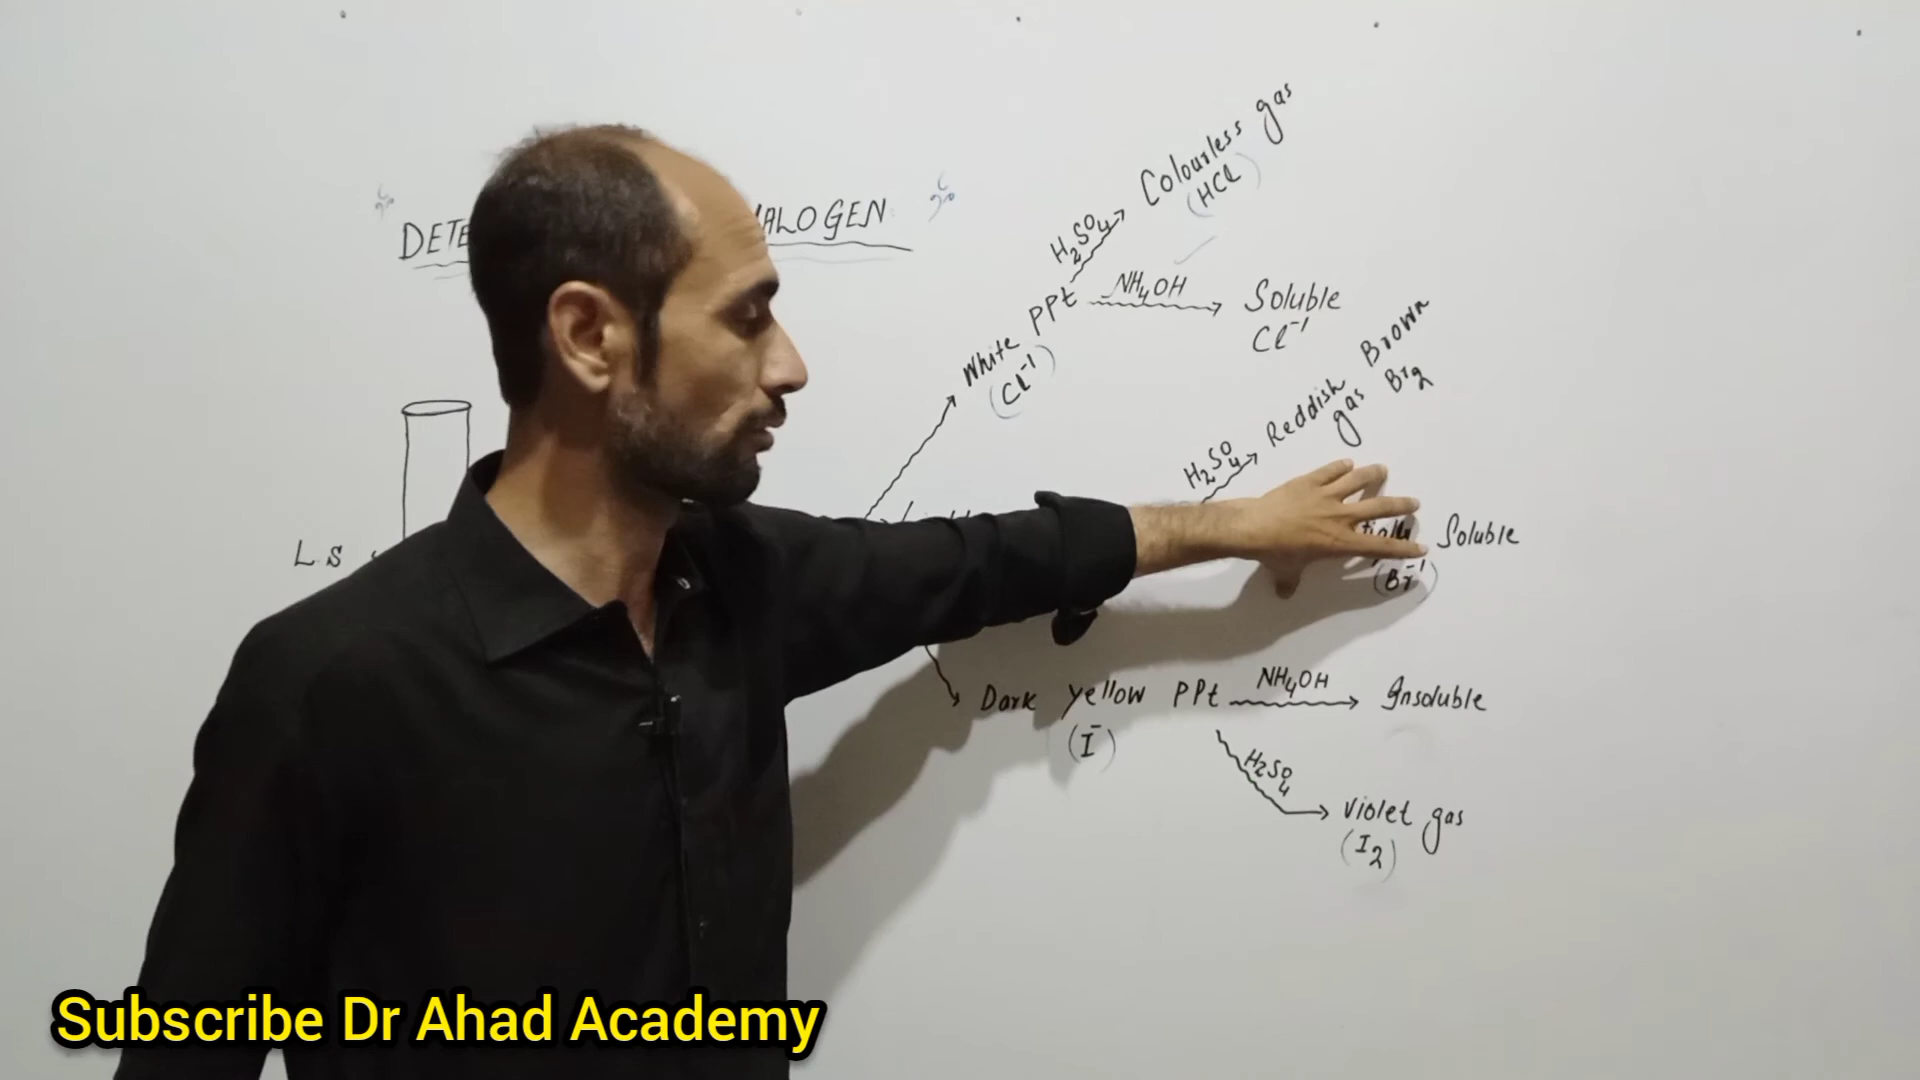 DETE
HALOGEN
H2SO4
Colourless gas
(HCl)
White PPt
(Cl⁻¹)
NH4OH
Soluble
Cl⁻¹
H2SO4
Reddish Brown
gas Br2
Soluble
(Br⁻¹)
L.S
Dark yellow PPt
(I⁻)
NH4OH
Insoluble
H2SO4
violet gas
(I2)
Subscribe Dr Ahad Academy